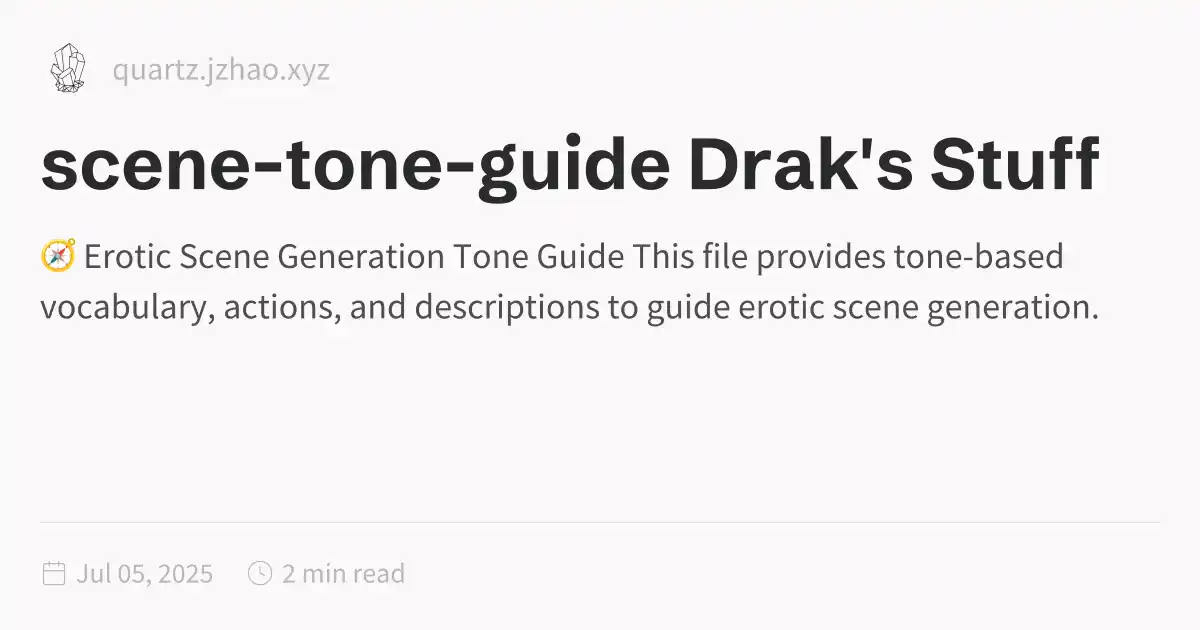 quartz.jzhao.xyz
scene-tone-guide Drak's Stuff
🧭 Erotic Scene Generation Tone Guide This file provides tone-based
vocabulary, actions, and descriptions to guide erotic scene generation.
Jul 05, 2025 2 min read